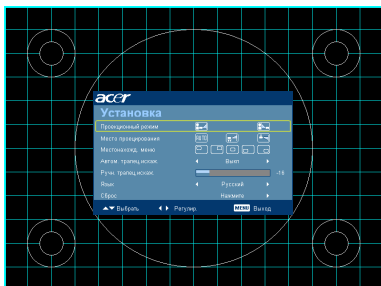 acer
Установка
Проекционный режим
Место проецирования
Местонахожд. меню
Автом. трапец.искаж. Выкл
Ручн. трапец.искаж. -18
Язык Русский
Сброс Нажмите
Выбрать Регулир. MENU Выход